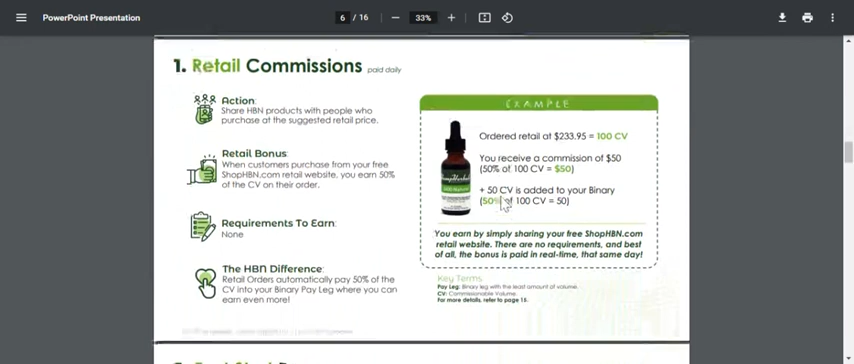 PowerPoint Presentation
6 / 16
33%
1. Retail Commissions paid daily
Action:
Share HBN products with people who
purchase at the suggested retail price.
Retail Bonus:
When customers purchase from your free
ShopHBN.com retail website, you earn 50%
of the CV on their order.
Requirements To Earn:
None
The HBN Difference:
Retail Orders automatically pay 50% of the
CV into your Binary Pay Leg where you can
earn even more!
EXAMPLE
Ordered retail at $233.95 = 100 CV
You receive a commission of $50
(50% of 100 CV = $50)
+ 50 CV is added to your Binary
(50% of 100 CV = 50)
You earn by simply sharing your free ShopHBN.com
retail website. There are no requirements, and best
of all, the bonus is paid in real-time, that same day!
Key Terms
Pay Leg: Binary leg with the least amount of volume.
CV: Commissionable Volume.
For more details, refer to page 15.